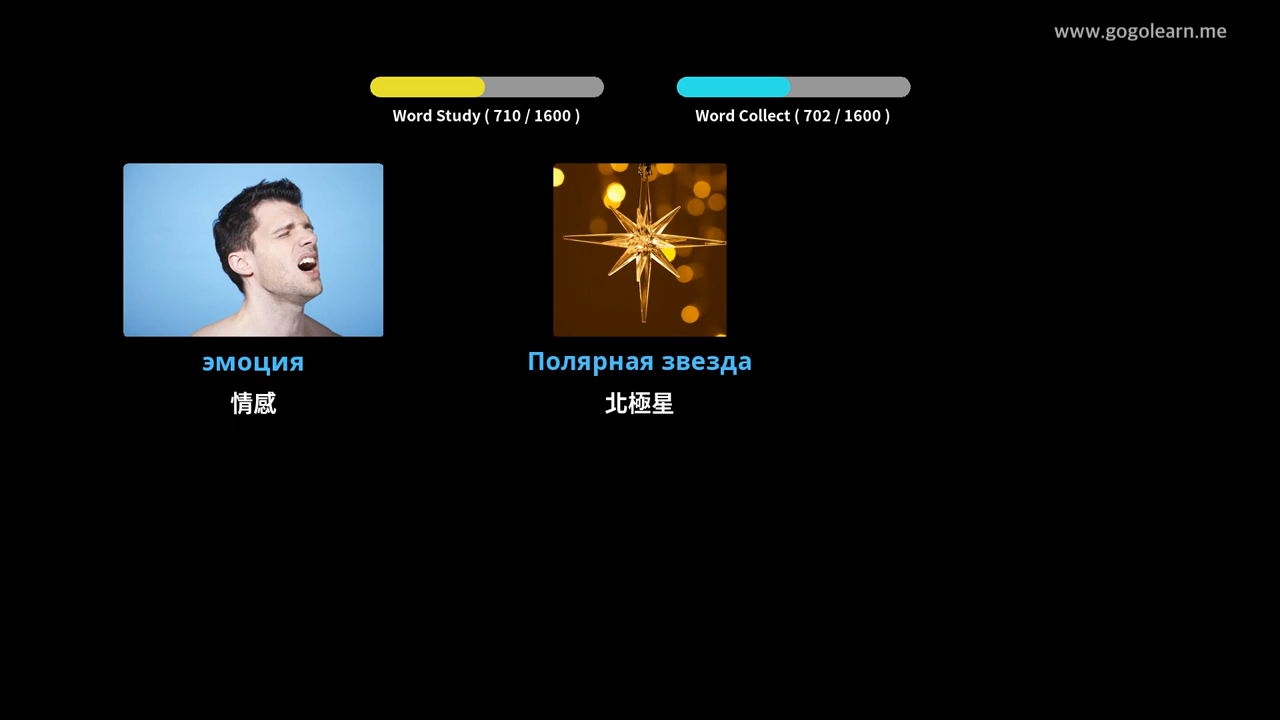 www.gogolearn.me
Word Study ( 710 / 1600 )
Word Collect ( 702 / 1600 )
эмоция
情感
Полярная звезда
北極星